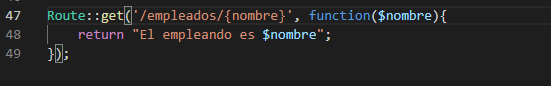 47 Route::get('/empleados/{nombre}', function($nombre){
48     return "El empleando es $nombre";
49 });